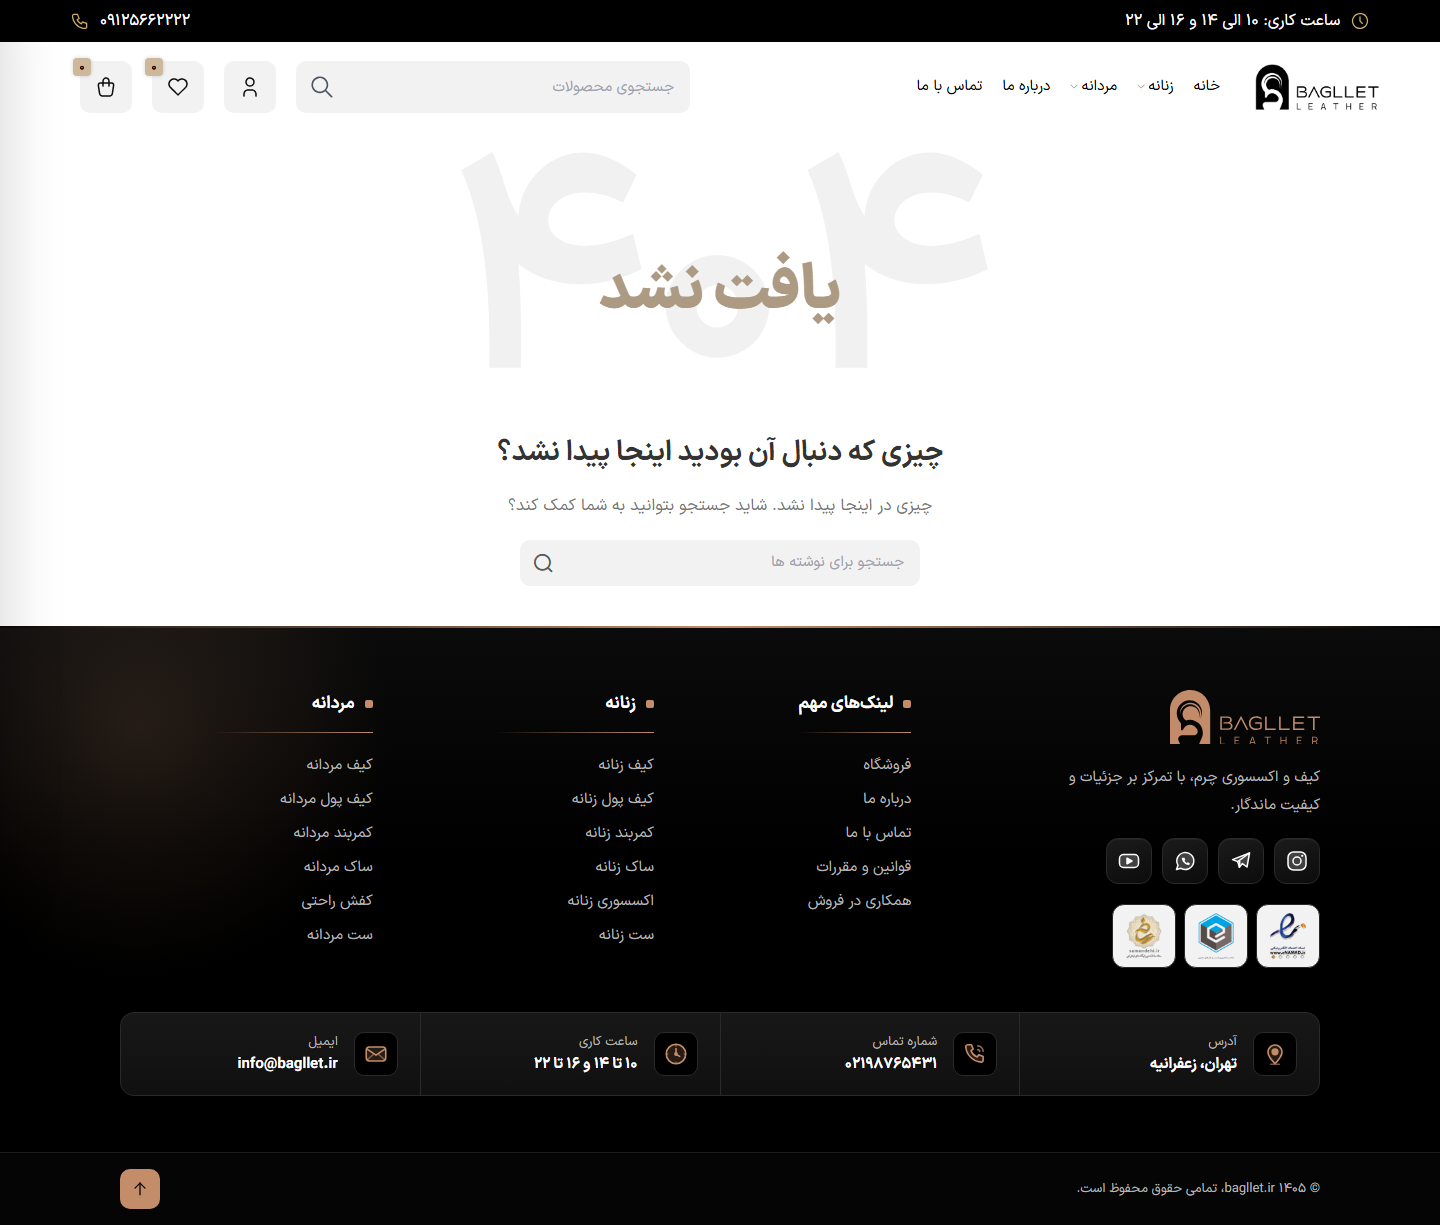 ساعت کاری: ۱۰ الی ۱۴ و ۱۶ الی ۲۲
۰۹۱۲۵۶۶۲۲۲۲
BAGLLET
LEATHER
خانه
زنانه
مردانه
درباره ما
تماس با ما
جستجوی محصولات
۰
۰
۴۰۴
یافت نشد
چیزی که دنبال آن بودید اینجا پیدا نشد؟
چیزی در اینجا پیدا نشد. شاید جستجو بتوانید به شما کمک کند؟
جستجو برای نوشته ها
BAGLLET
LEATHER
کیف و اکسسوری چرم، با تمرکز بر جزئیات و
کیفیت ماندگار.
لینک‌های مهم
فروشگاه
درباره ما
تماس با ما
قوانین و مقررات
همکاری در فروش
زنانه
کیف زنانه
کیف پول زنانه
کمربند زنانه
ساک زنانه
اکسسوری زنانه
ست زنانه
مردانه
کیف مردانه
کیف پول مردانه
کمربند مردانه
ساک مردانه
کفش راحتی
ست مردانه
آدرس
تهران، زعفرانیه
شماره تماس
۰۲۱۹۸۷۶۵۴۳۱
ساعت کاری
۱۰ تا ۱۴ و ۱۶ تا ۲۲
ایمیل
info@bagllet.ir
© ۱۴۰۵ bagllet.ir، تمامی حقوق محفوظ است.